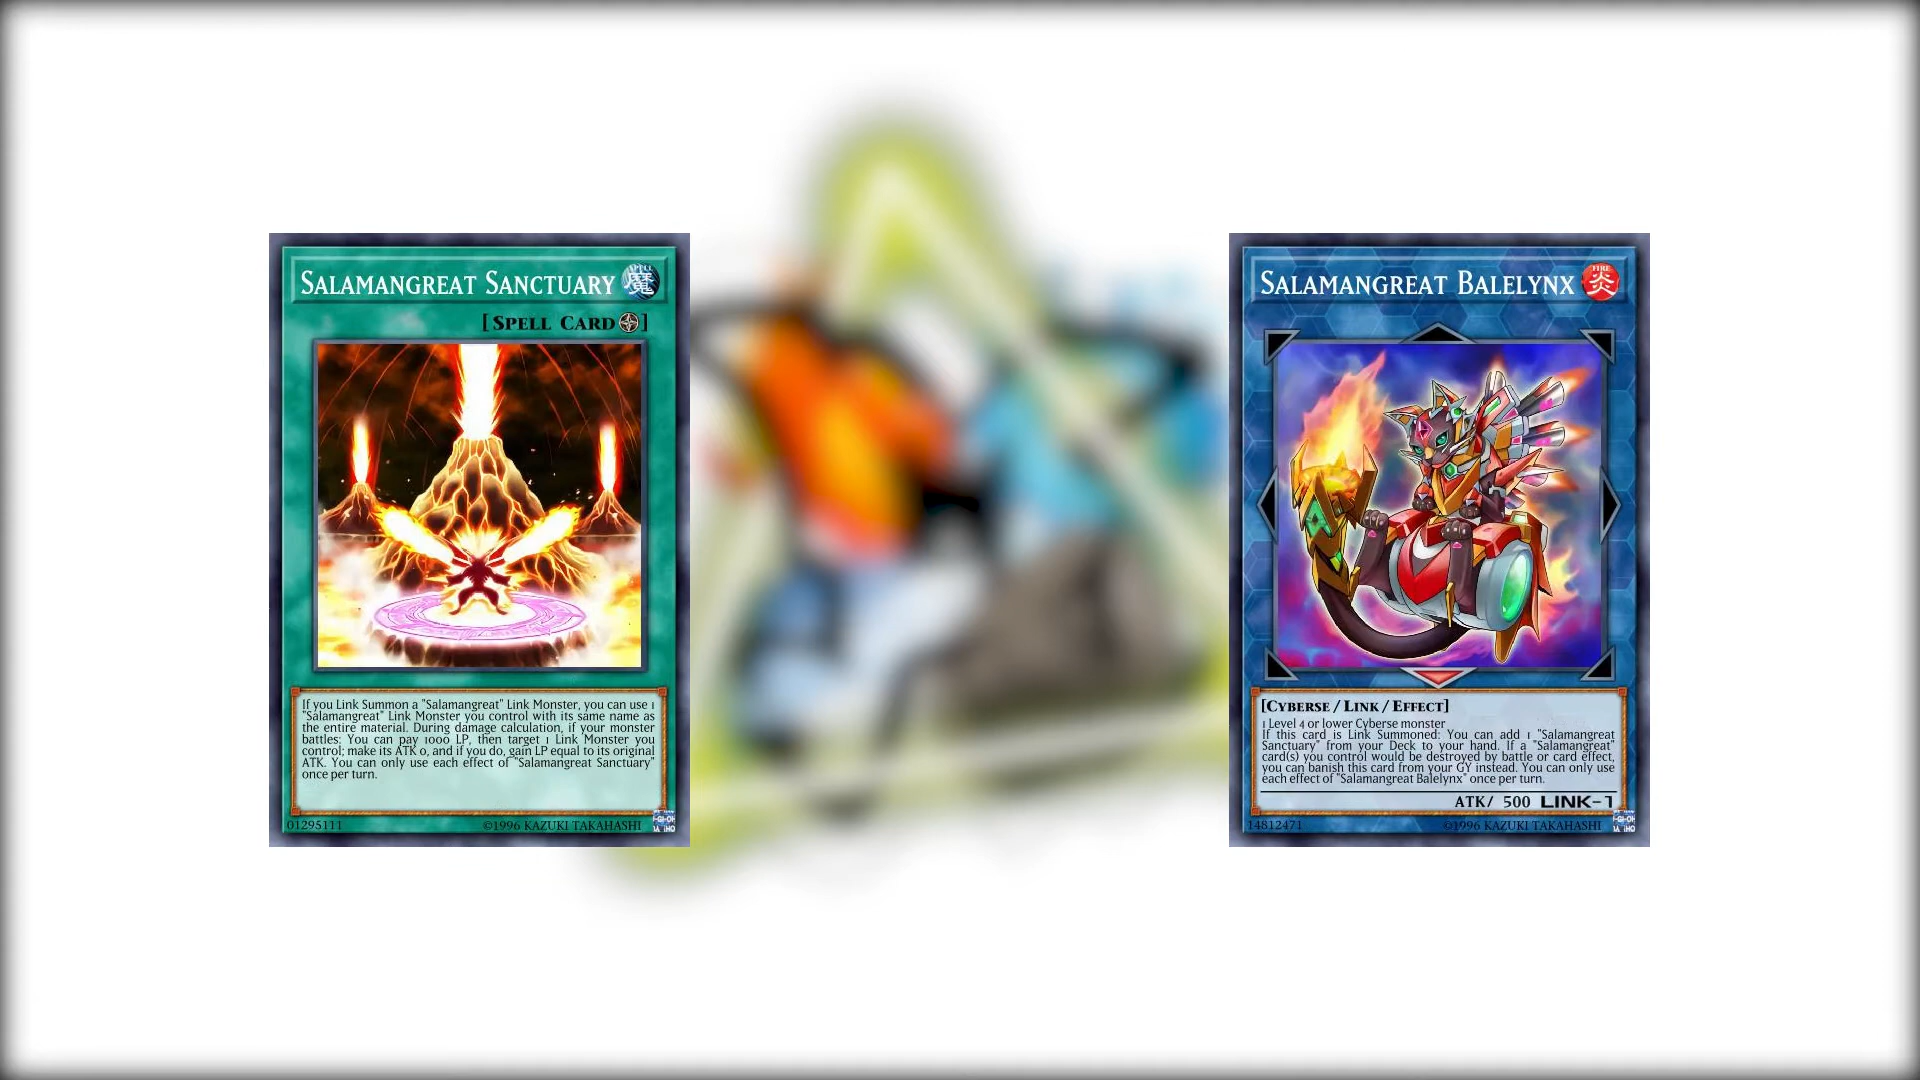 SALAMANGREAT SANCTUARY
[SPELL CARD]
If you Link Summon a "Salamangreat" Link Monster, you can use 1
"Salamangreat" Link Monster you control with its same name as
the entire material. During damage calculation, if your monster
battles: You can pay 1000 LP, then target 1 Link Monster you
control; make its ATK 0, and if you do, gain LP equal to its original
ATK. You can only use each effect of "Salamangreat Sanctuary"
once per turn.
01295111
©1996 KAZUKI TAKAHASHI
SALAMANGREAT BALELYNX
FIRE
炎
[CYBERSE / LINK / EFFECT]
1 Level 4 or lower Cyberse monster
If this card is Link Summoned: You can add 1 "Salamangreat
Sanctuary" from your Deck to your hand. If a "Salamangreat"
card(s) you control would be destroyed by battle or card effect,
you can banish this card from your GY instead. You can only use
each effect of "Salamangreat Balelynx" once per turn.
ATK/ 500 LINK-1
14812471
©1996 KAZUKI TAKAHASHI